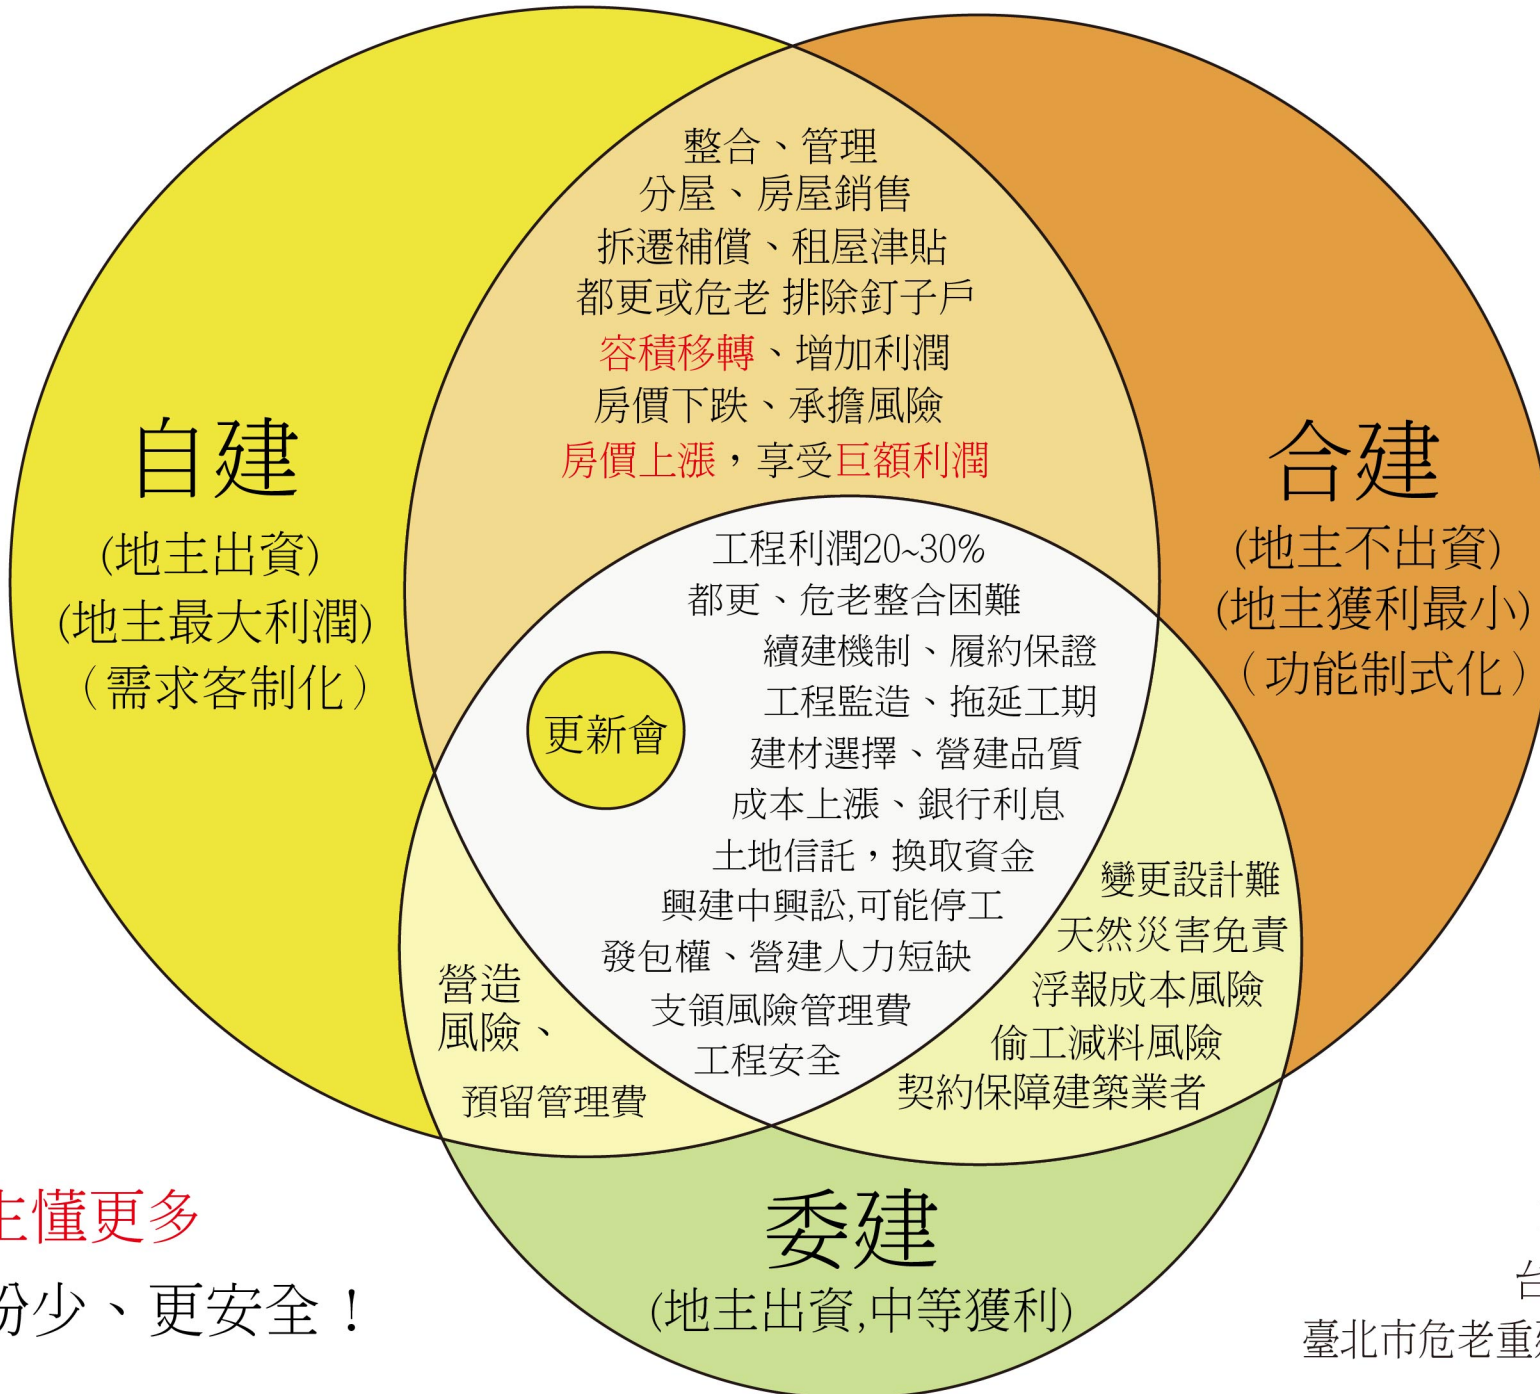 整合、管理
分屋、房屋銷售
拆遷補償、租屋津貼
都更或危老 排除釘子戶
容積移轉、增加利潤
房價下跌、承擔風險
房價上漲，享受巨額利潤
自建
(地主出資)
(地主最大利潤)
（需求客制化）
合建
(地主不出資)
(地主獲利最小)
（功能制式化）
工程利潤20~30%
都更、危老整合困難
續建機制、履約保證
工程監造、拖延工期
建材選擇、營建品質
成本上漲、銀行利息
土地信託，換取資金
興建中興訟,可能停工
發包權、營建人力短缺
支領風險管理費
工程安全
更新會
營造
風險、
預留管理費
變更設計難
天然災害免責
浮報成本風險
偷工減料風險
契約保障建築業者
委建
(地主出資,中等獲利)
懂更多
少、更安全！
台
臺北市危老重